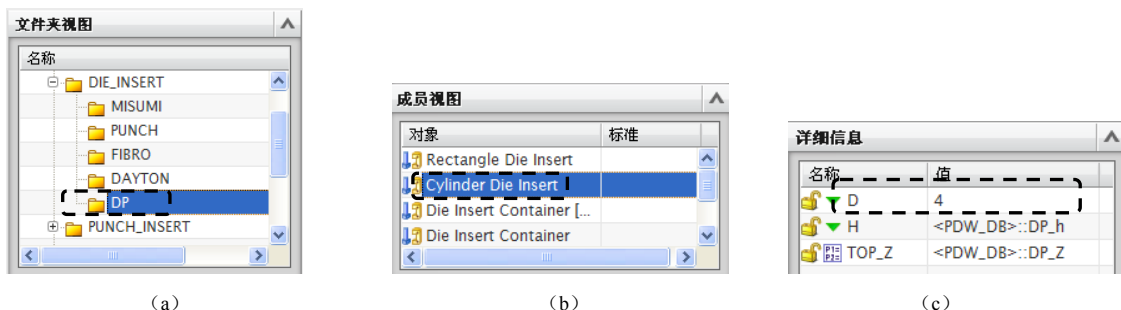 文件夹视图
名称
DIE_INSERT
MISUMI
PUNCH
FIBRO
DAYTON
DP
PUNCH_INSERT
(a)
成员视图
对象 标准
Rectangle Die Insert
Cylinder Die Insert
Die Insert Container [...
Die Insert Container
(b)
详细信息
名称 值
D 4
H <PDW_DB>::DP_h
P1= P2= TOP_Z <PDW_DB>::DP_Z
(c)